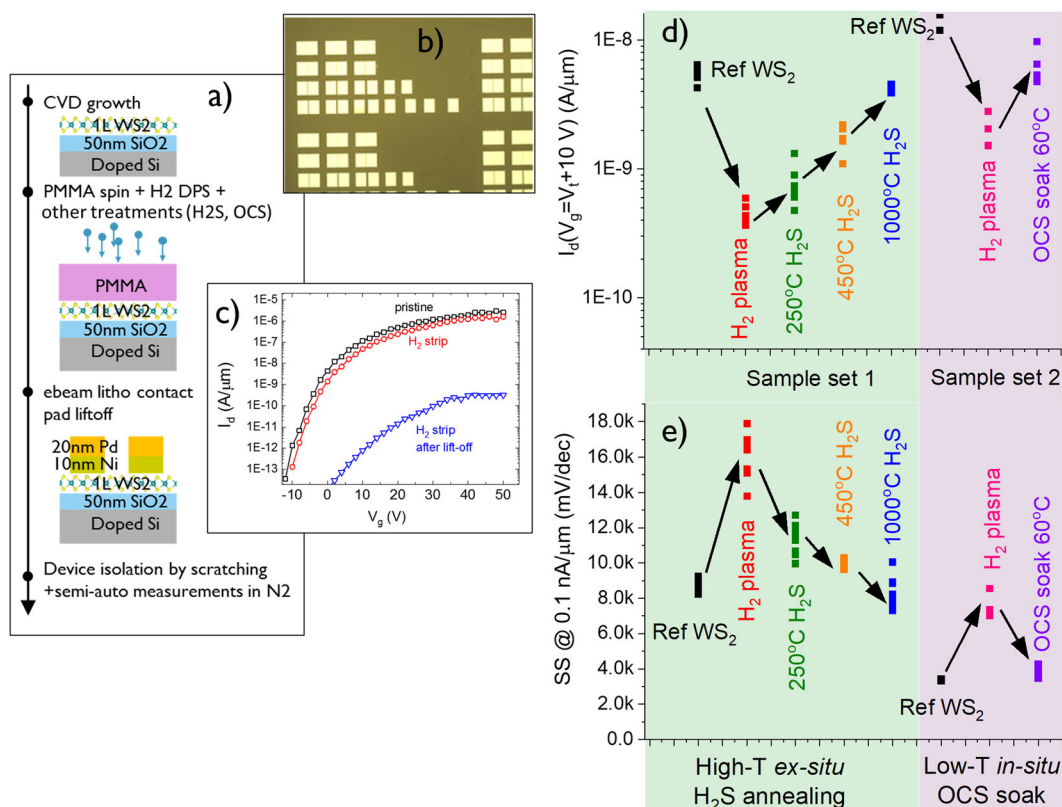 a)
CVD growth
1L WS2
50nm SiO2
Doped Si
PMMA spin + H2 DPS +
other treatments (H2S, OCS)
PMMA
1L WS2
50nm SiO2
Doped Si
ebeam litho contact
pad liftoff
20nm Pd
10nm Ni
1L WS2
50nm SiO2
Doped Si
Device isolation by scratching
+semi-auto measurements in N2
b)
c)
1E-5
1E-6
1E-7
1E-8
1E-9
1E-10
1E-11
1E-12
1E-13
I_d (A/μm)
pristine
H₂ strip
H₂ strip
after lift-off
-10
0
10
20
30
40
50
V_g (V)
d)
I_d(V_g=V_t+10 V) (A/μm)
1E-8
1E-9
1E-10
Ref WS₂
H₂ plasma
250°C H₂S
450°C H₂S
1000°C H₂S
Ref WS₂
H₂ plasma
OCS soak 60°C
Sample set 1
Sample set 2
e)
SS @ 0.1 nA/μm (mV/dec)
18.0k
16.0k
14.0k
12.0k
10.0k
8.0k
6.0k
4.0k
2.0k
0.0
Ref WS₂
H₂ plasma
250°C H₂S
450°C H₂S
1000°C H₂S
Ref WS₂
H₂ plasma
OCS soak 60°C
High-T ex-situ
H₂S annealing
Low-T in-situ
OCS soak